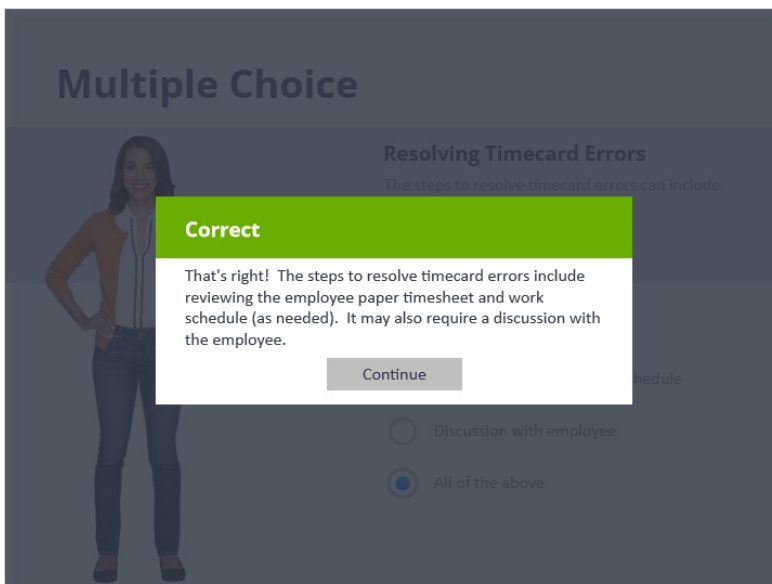 Multiple Choice
Resolving Timecard Errors
The steps to resolve timecard errors can include
Correct
That's right!  The steps to resolve timecard errors include
reviewing the employee paper timesheet and work
schedule (as needed).  It may also require a discussion with
the employee.
Continue
hedule
Discussion with employee
All of the above